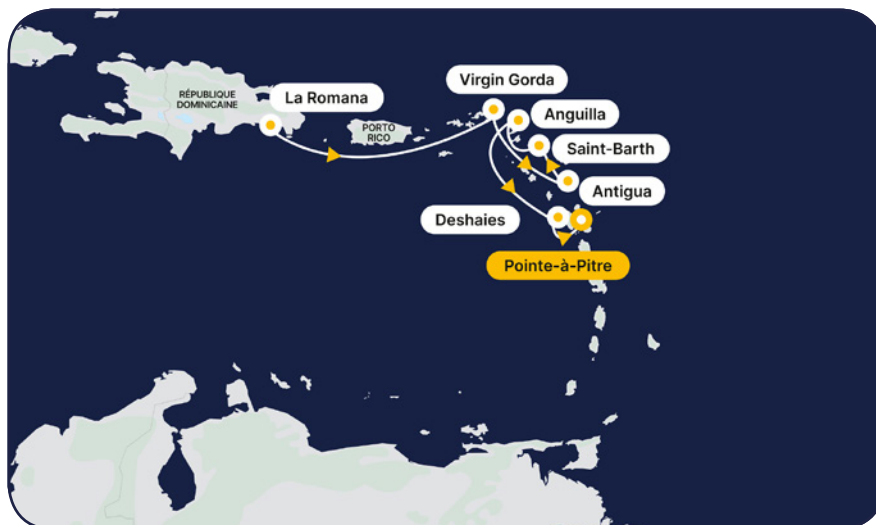 RÉPUBLIQUE
DOMINICAINE
La Romana
PORTO
RICO
Virgin Gorda
Anguilla
Saint-Barth
Antigua
Deshaies
Pointe-à-Pitre